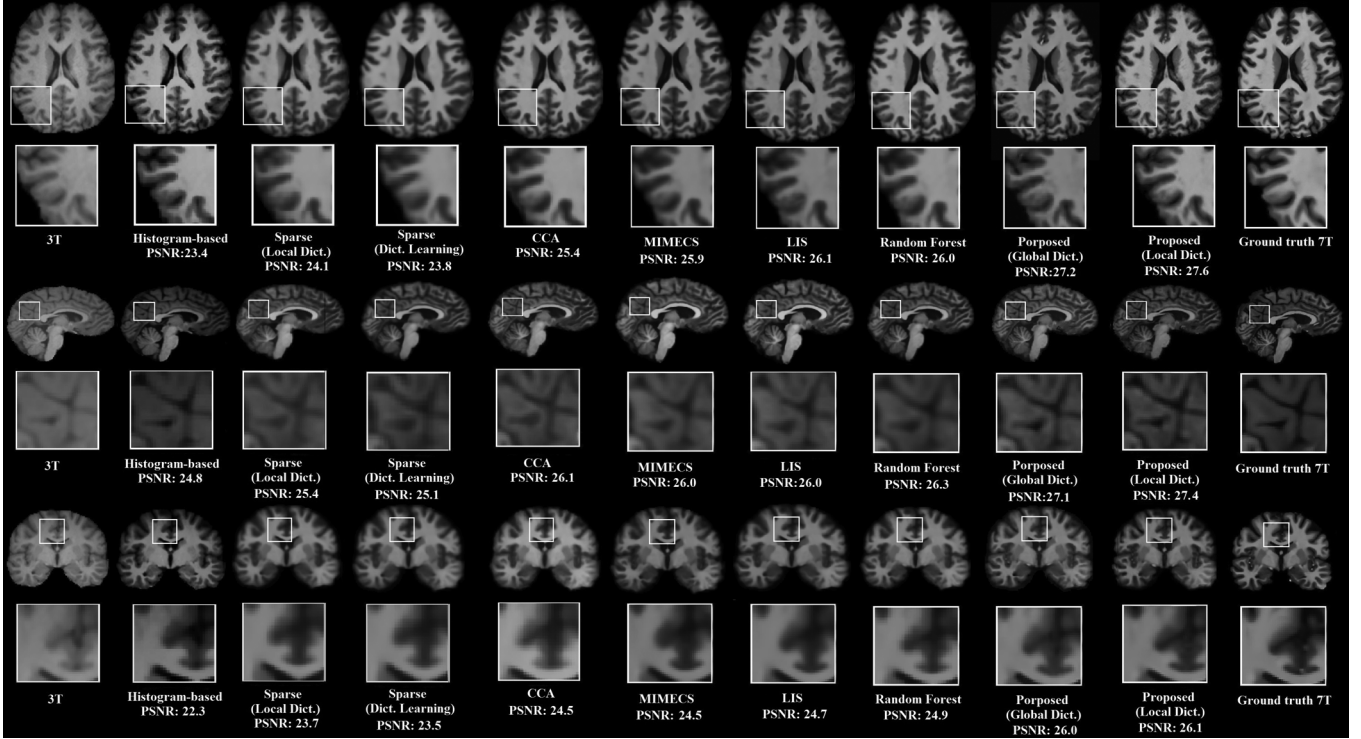 3T
Histogram-based
PSNR:23.4
Sparse
(Local Dict.)
PSNR: 24.1
Sparse
(Dict. Learning)
PSNR: 23.8
CCA
PSNR: 25.4
MIMECS
PSNR: 25.9
LIS
PSNR: 26.1
Random Forest
PSNR: 26.0
Porposed
(Global Dict.)
PSNR:27.2
Proposed
(Local Dict.)
PSNR: 27.6
Ground truth 7T
3T
Histogram-based
PSNR: 24.8
Sparse
(Local Dict.)
PSNR: 25.4
Sparse
(Dict. Learning)
PSNR: 25.1
CCA
PSNR: 26.1
MIMECS
PSNR: 26.0
LIS
PSNR:26.0
Random Forest
PSNR: 26.3
Porposed
(Global Dict.)
PSNR:27.1
Proposed
(Local Dict.)
PSNR: 27.4
Ground truth 7T
3T
Histogram-based
PSNR: 22.3
Sparse
(Local Dict.)
PSNR: 23.7
Sparse
(Dict. Learning)
PSNR: 23.5
CCA
PSNR: 24.5
MIMECS
PSNR: 24.5
LIS
PSNR: 24.7
Random Forest
PSNR: 24.9
Porposed
(Global Dict.)
PSNR: 26.0
Proposed
(Local Dict.)
PSNR: 26.1
Ground truth 7T